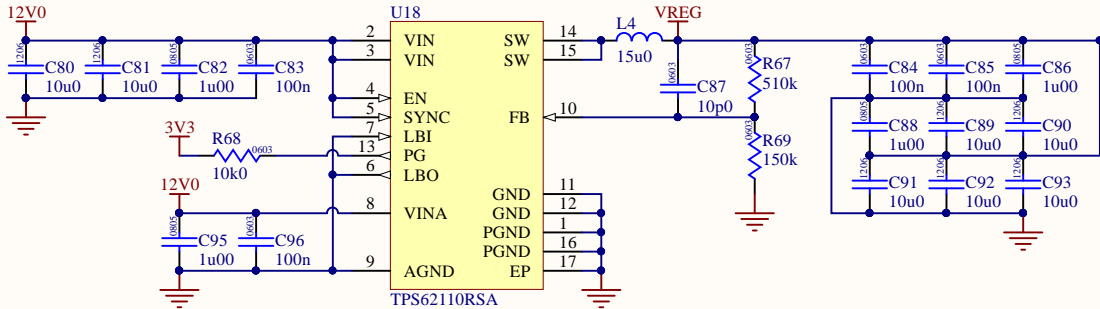 12V0
U18
VREG
L4
15u0
1206
C80
10u0
1206
C81
10u0
0805
C82
1u00
0603
C83
100n
2
VIN
3
VIN
4
EN
5
SYNC
7
LBI
13
PG
6
LBO
8
VINA
9
AGND
SW
14
SW
15
FB
10
GND
11
GND
12
PGND
1
PGND
16
EP
17
TPS62110RSA
3V3
R68
0603
10k0
12V0
0805
C95
1u00
0603
C96
100n
0603
C87
10p0
0603
R67
510k
0603
R69
150k
0603
C84
100n
0603
C85
100n
0805
C86
1u00
0805
C88
1u00
1206
C89
10u0
1206
C90
10u0
1206
C91
10u0
1206
C92
10u0
1206
C93
10u0